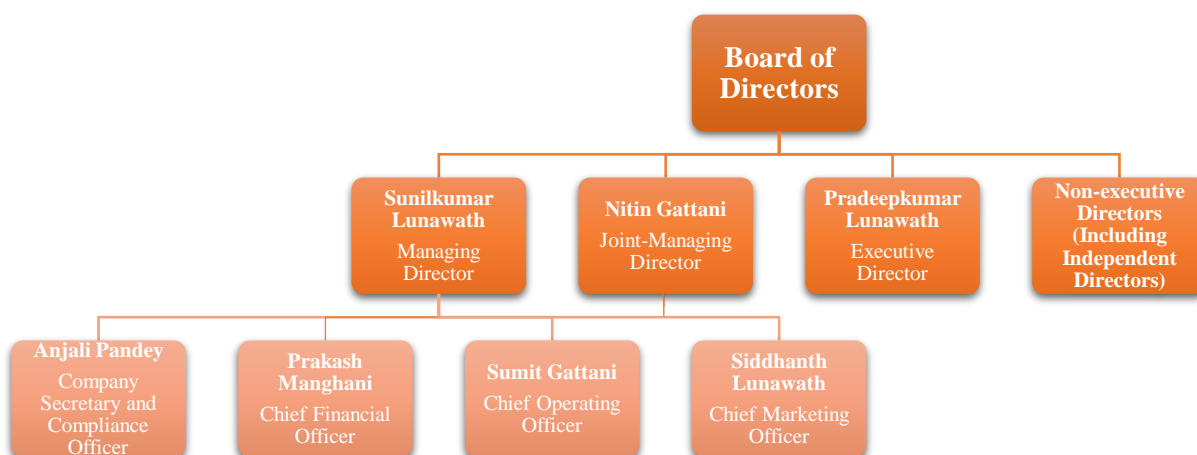 Board of
Directors
Sunilkumar
Lunawath
Managing
Director
Nitin Gattani
Joint-Managing
Director
Pradeepkumar
Lunawath
Executive
Director
Non-executive
Directors
(Including
Independent
Directors)
Anjali Pandey
Company
Secretary and
Compliance
Officer
Prakash
Manghani
Chief Financial
Officer
Sumit Gattani
Chief Operating
Officer
Siddhanth
Lunawath
Chief Marketing
Officer